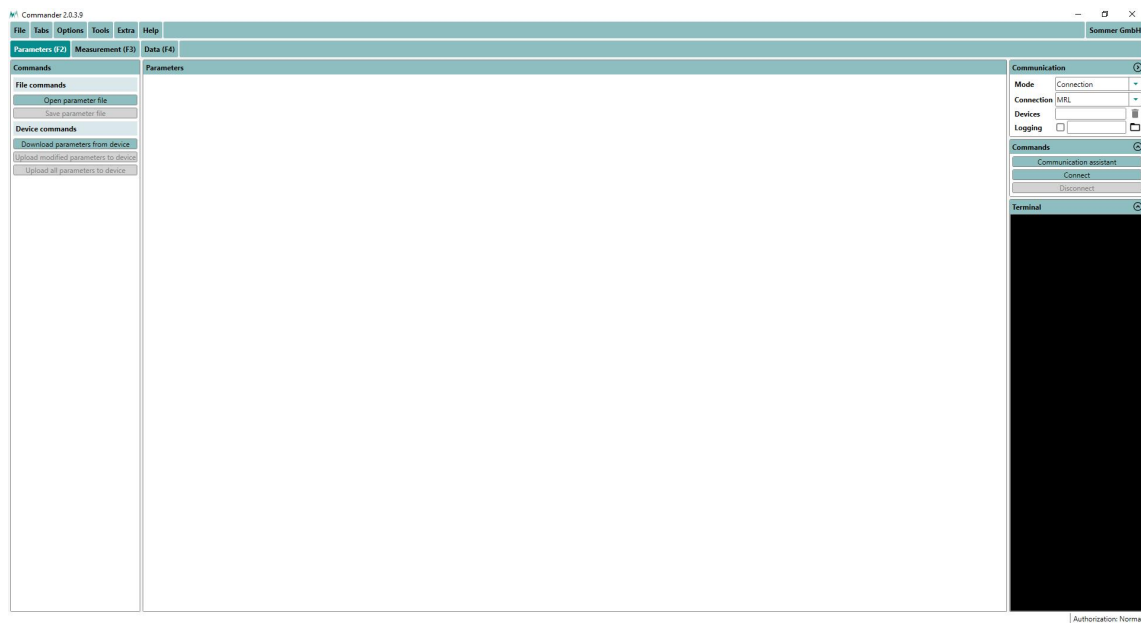 Commander 2.0.3.9
File Tabs Options Tools Extra Help Sommer GmbH
Parameters (F2) Measurement (F3) Data (F4)
Commands
File commands
Open parameter file
Save parameter file
Device commands
Download parameters from device
Upload modified parameters to device
Upload all parameters to device
Parameters
Communication
Mode Connection
Connection MRL
Devices
Logging
Commands
Communication assistant
Connect
Disconnect
Terminal
Authorization: Norma